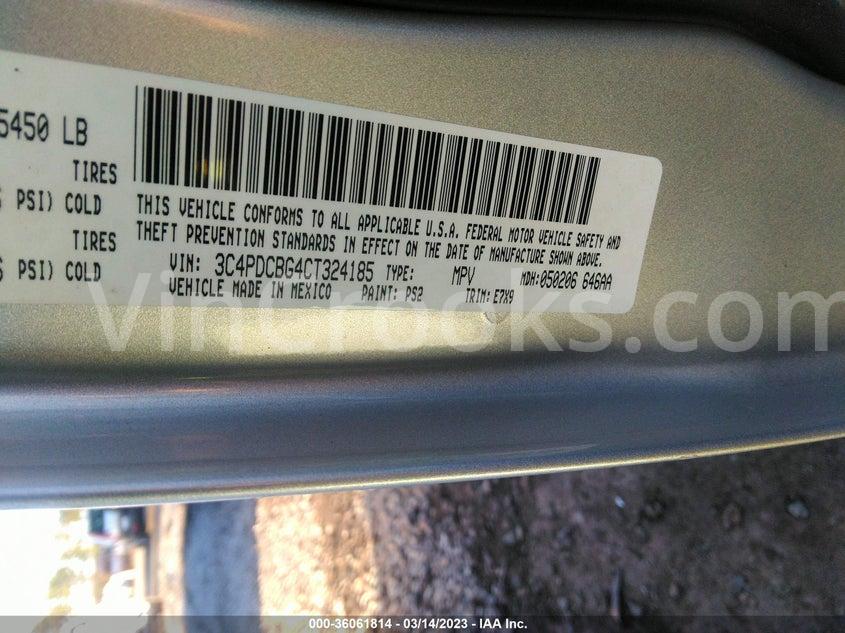 5450 LB
TIRES
PSI) COLD
TIRES
PSI) COLD
THIS VEHICLE CONFORMS TO ALL APPLICABLE U.S.A. FEDERAL MOTOR VEHICLE SAFETY AND
THEFT PREVENTION STANDARDS IN EFFECT ON THE DATE OF MANUFACTURE SHOWN ABOVE.
VIN: 3C4PDCBG4CT324185 TYPE: MPV MDH:050206 646AA
VEHICLE MADE IN MEXICO PAINT: PS2 TRIM: E7X9
VinCrooks.com
000-36061814 — 03/14/2023 — IAA Inc.